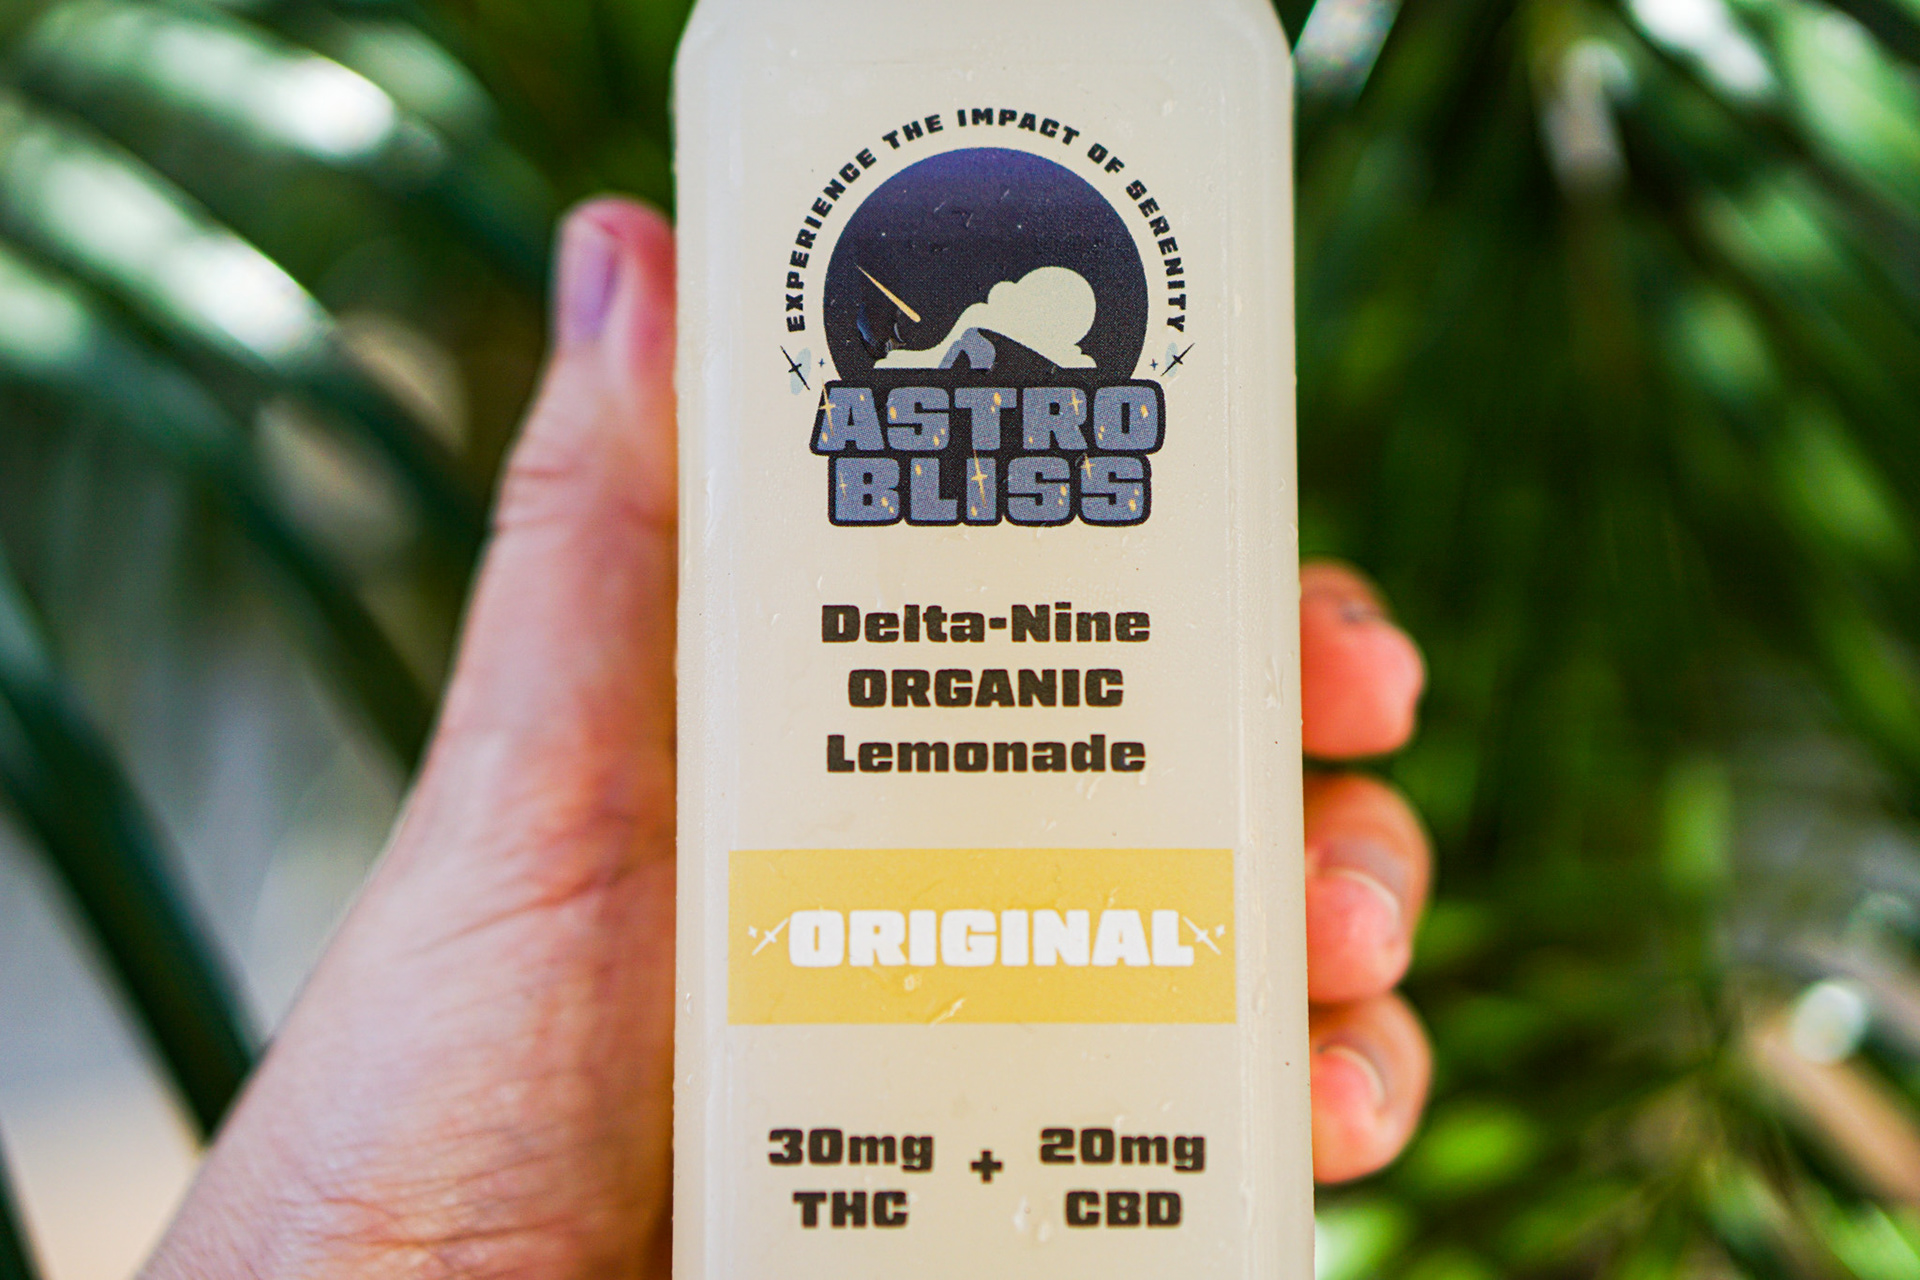 EXPERIENCE THE IMPACT OF SERENITY
ASTRO
BLISS
Delta-Nine
ORGANIC
Lemonade
ORIGINAL
30mg + 20mg
THC CBD